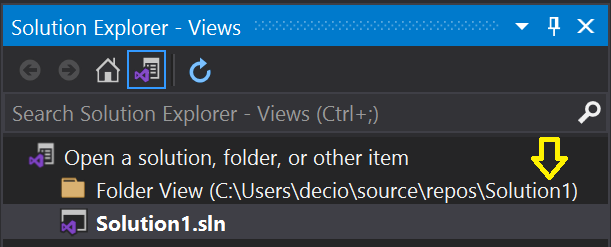 Solution Explorer - Views
Search Solution Explorer - Views (Ctrl+;)
Open a solution, folder, or other item
Folder View (C:\Users\decio\source\repos\Solution1)
Solution1.sln